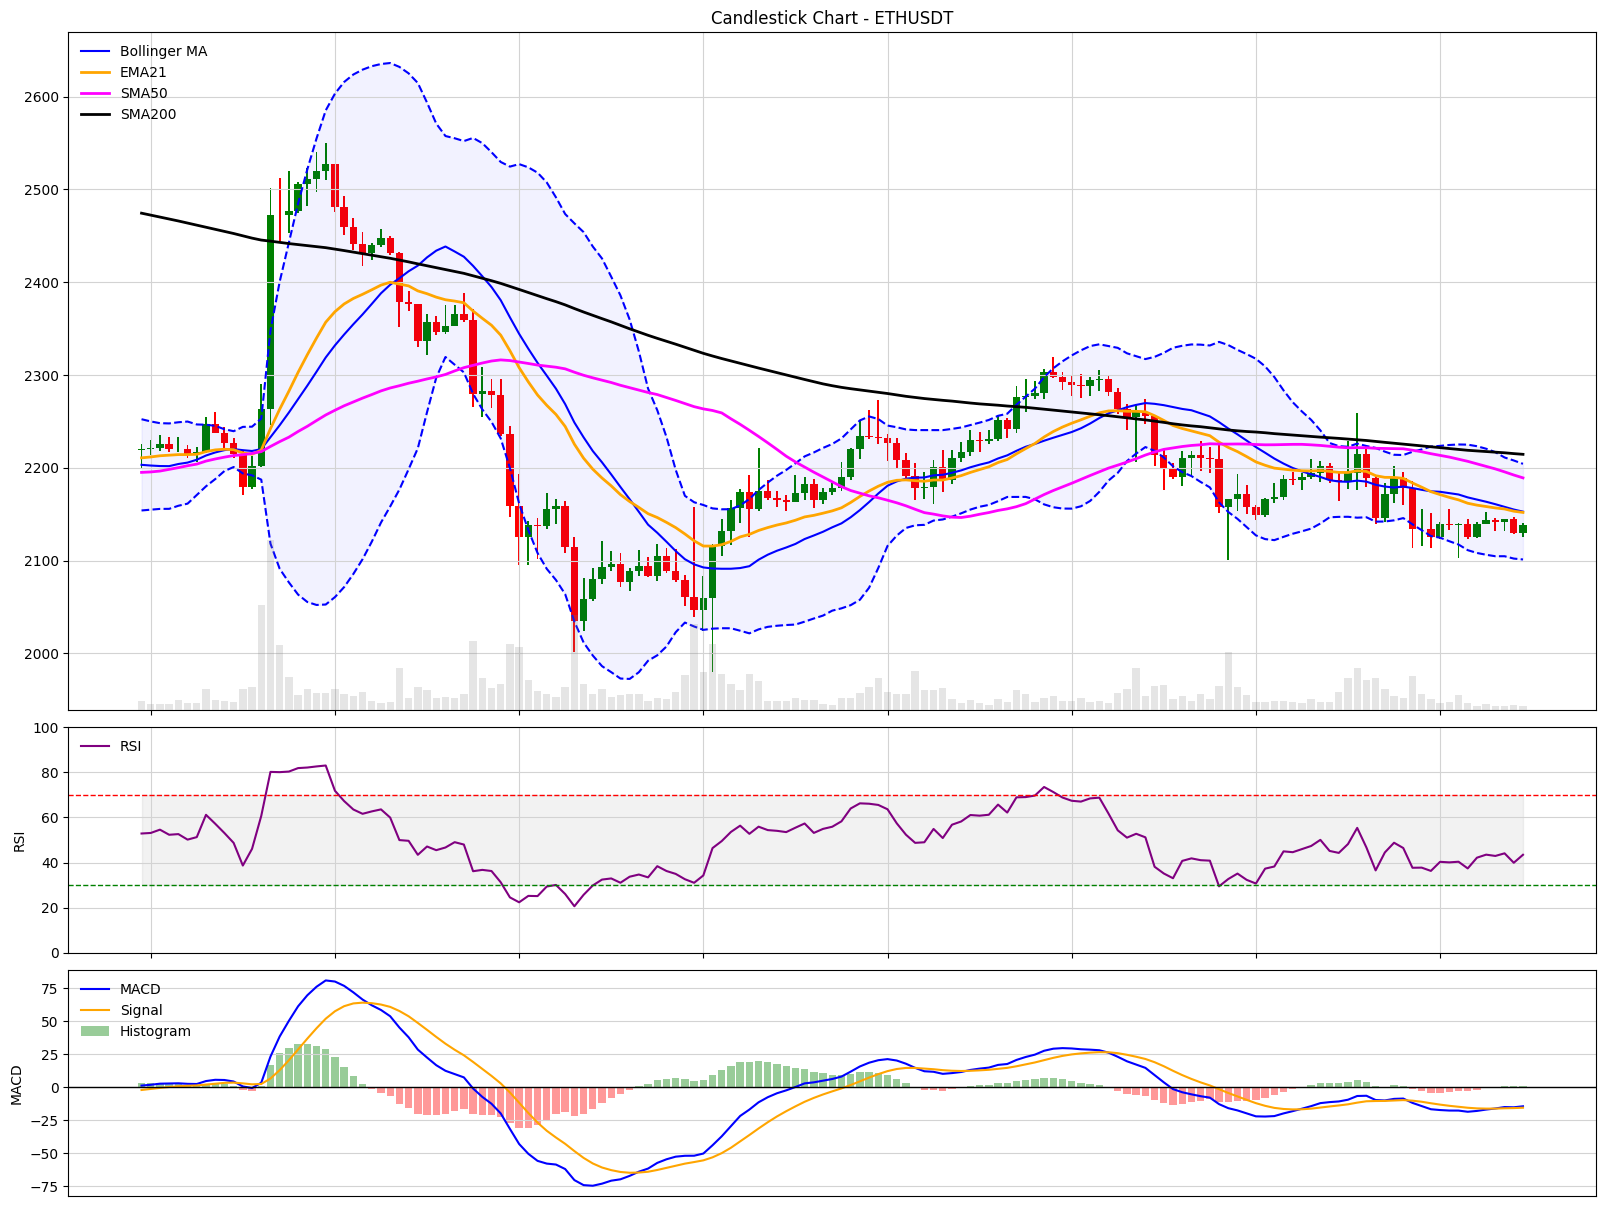 Candlestick Chart - ETHUSDT
Bollinger MA
EMA21
SMA50
SMA200
2600
2500
2400
2300
2200
2100
2000
RSI
100
80
60
40
20
0
RSI
MACD
Signal
Histogram
75
50
25
0
−25
−50
−75
MACD